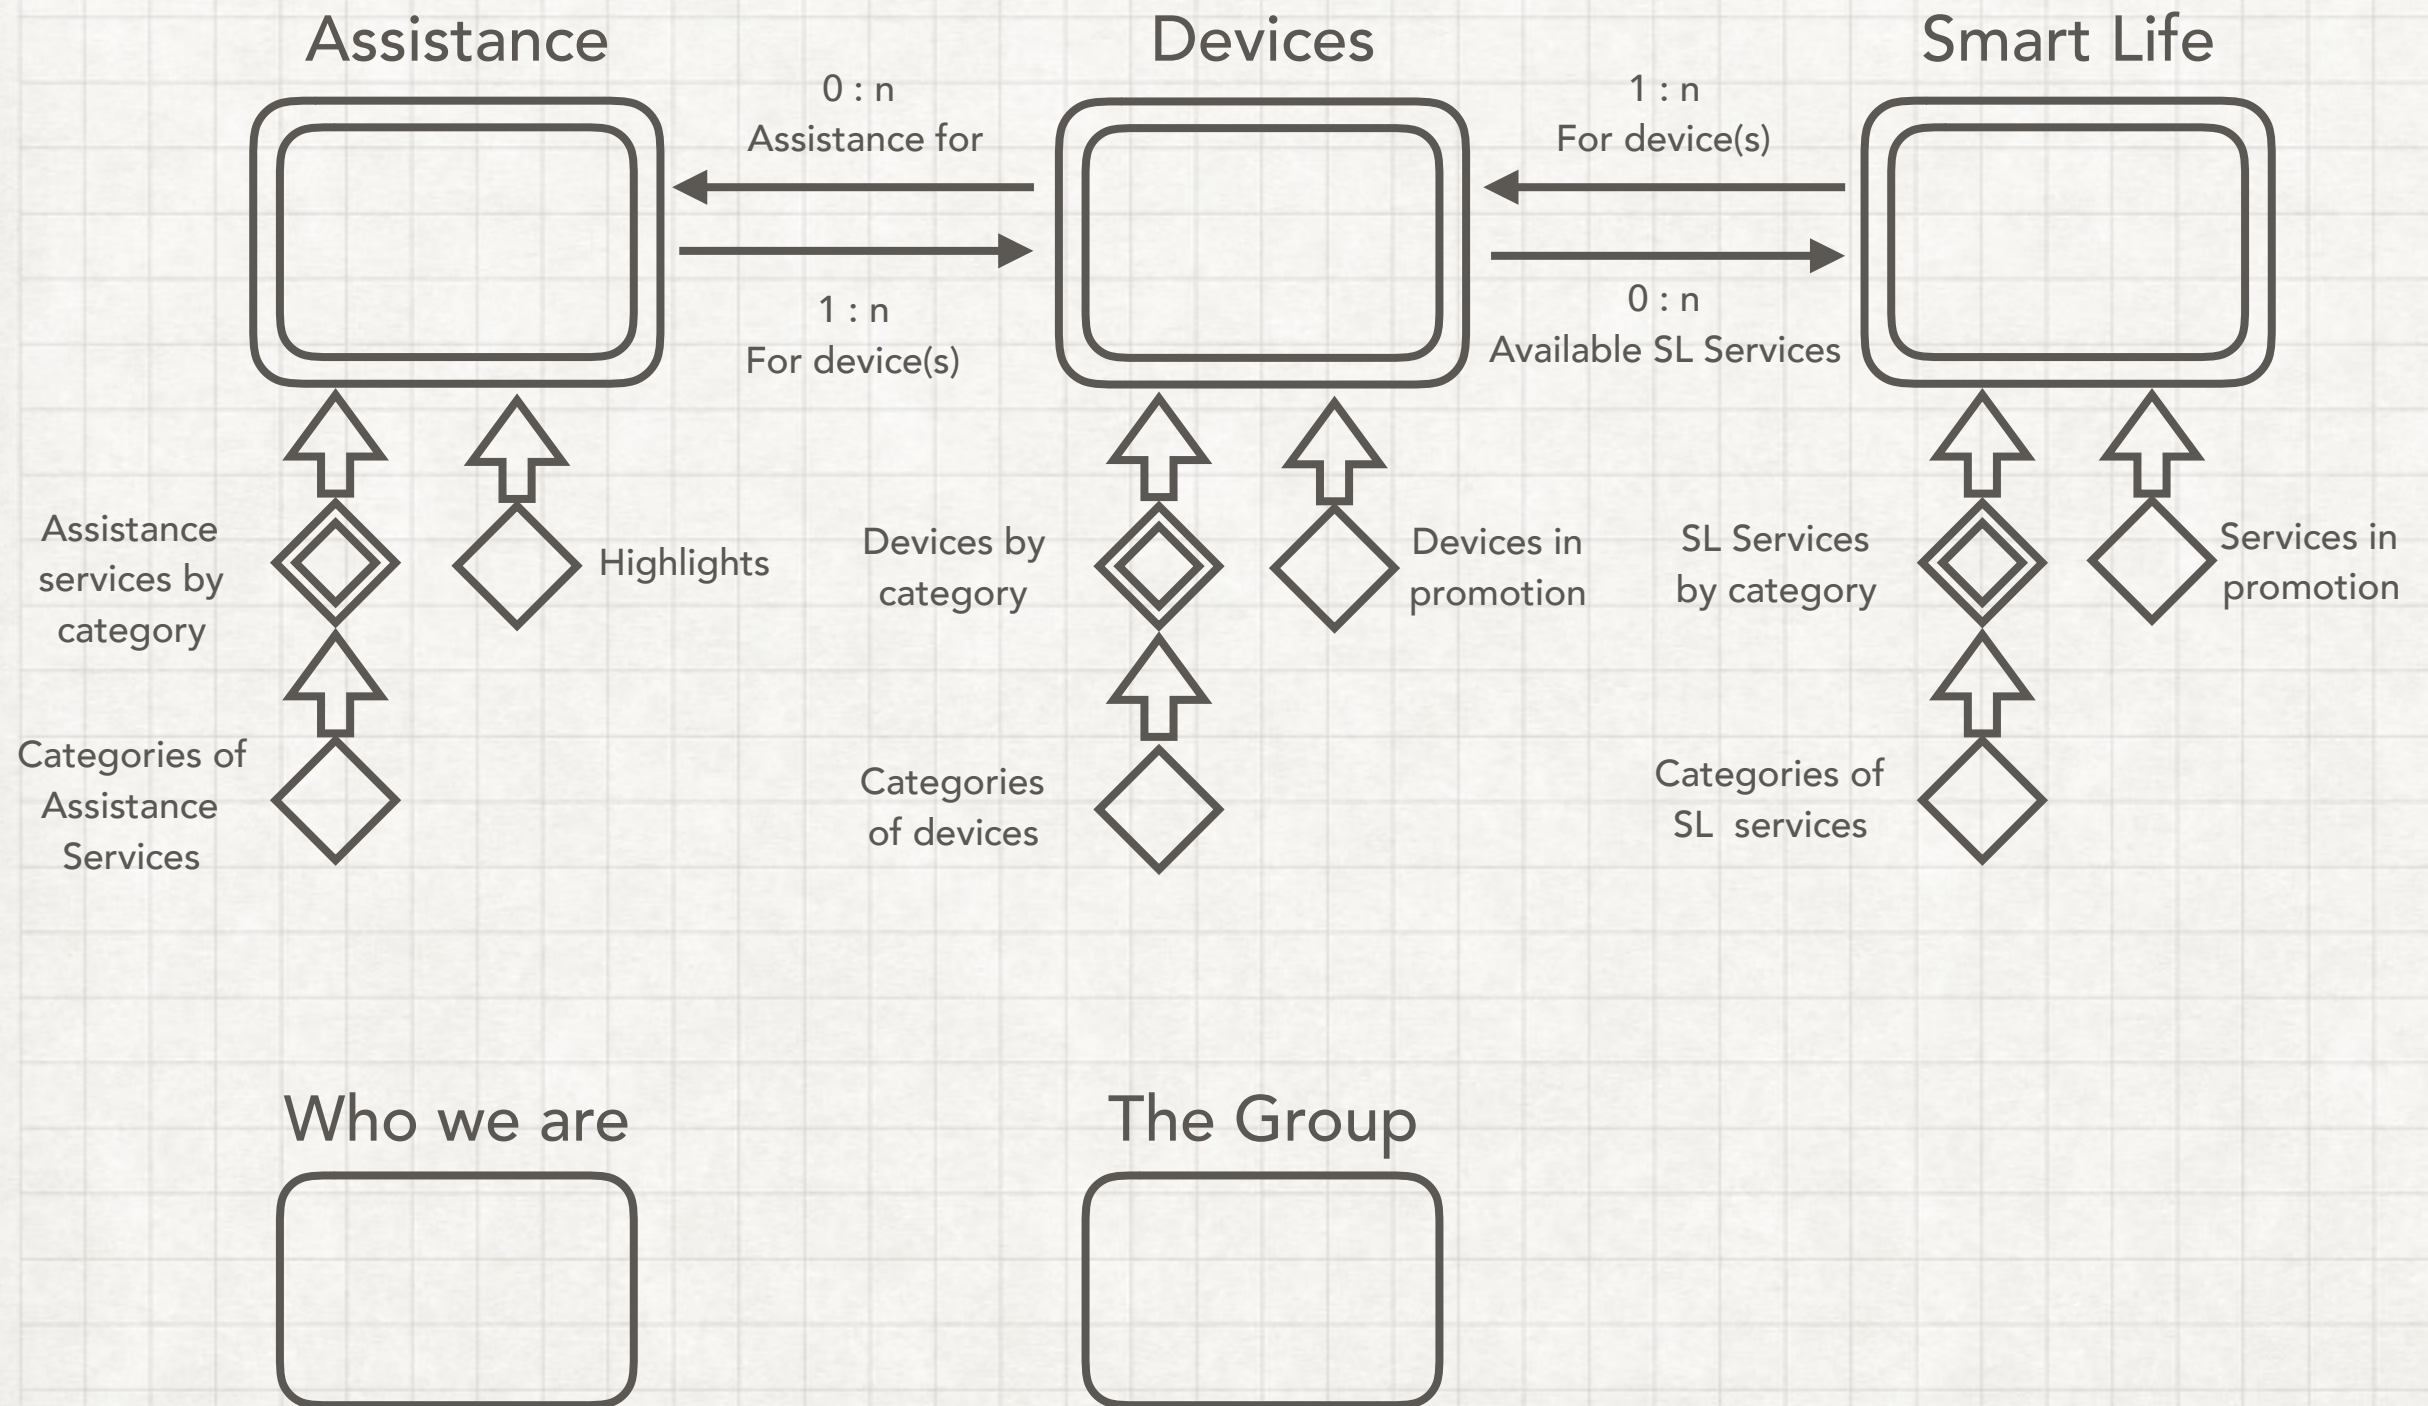 Assistance
Devices
Smart Life
0 : n
Assistance for
1 : n
For device(s)
1 : n
For device(s)
0 : n
Available SL Services
Assistance
services by
category
Highlights
Devices by
category
Devices in
promotion
SL Services
by category
Services in
promotion
Categories of
Assistance
Services
Categories
of devices
Categories of
SL  services
Who we are
The Group